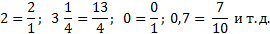 2 = 2/1; 3 1/4 = 13/4; 0 = 0/1; 0,7 = 7/10 и т.д.